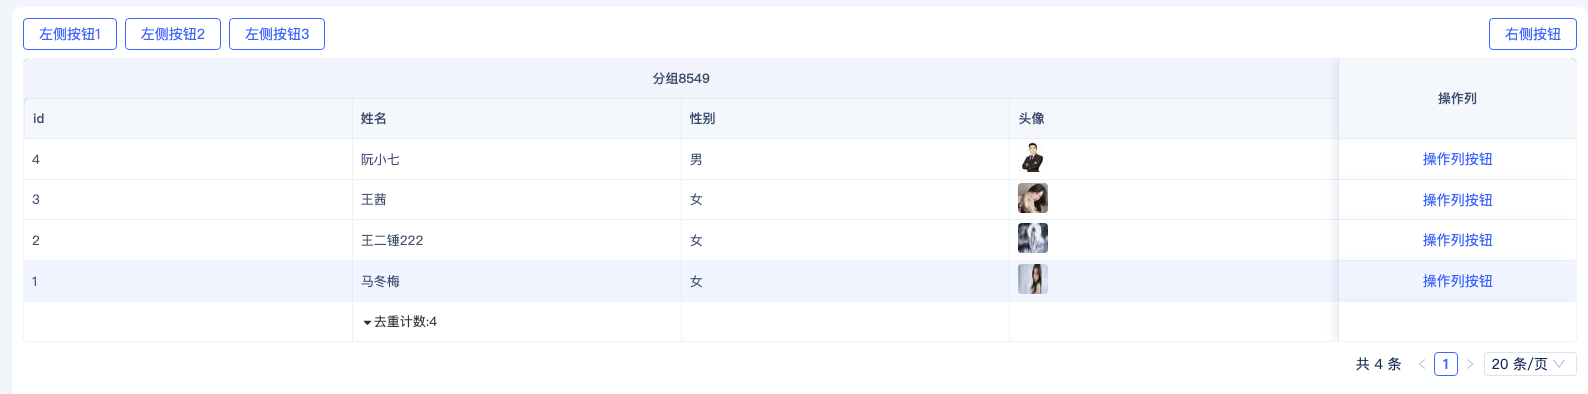 左侧按钮1 左侧按钮2 左侧按钮3 右侧按钮
分组8549 操作列
id 姓名 性别 头像
4 阮小七 男 操作列按钮
3 王茜 女 操作列按钮
2 王二锤222 女 操作列按钮
1 马冬梅 女 操作列按钮
去重计数:4
共 4 条 1 20 条/页